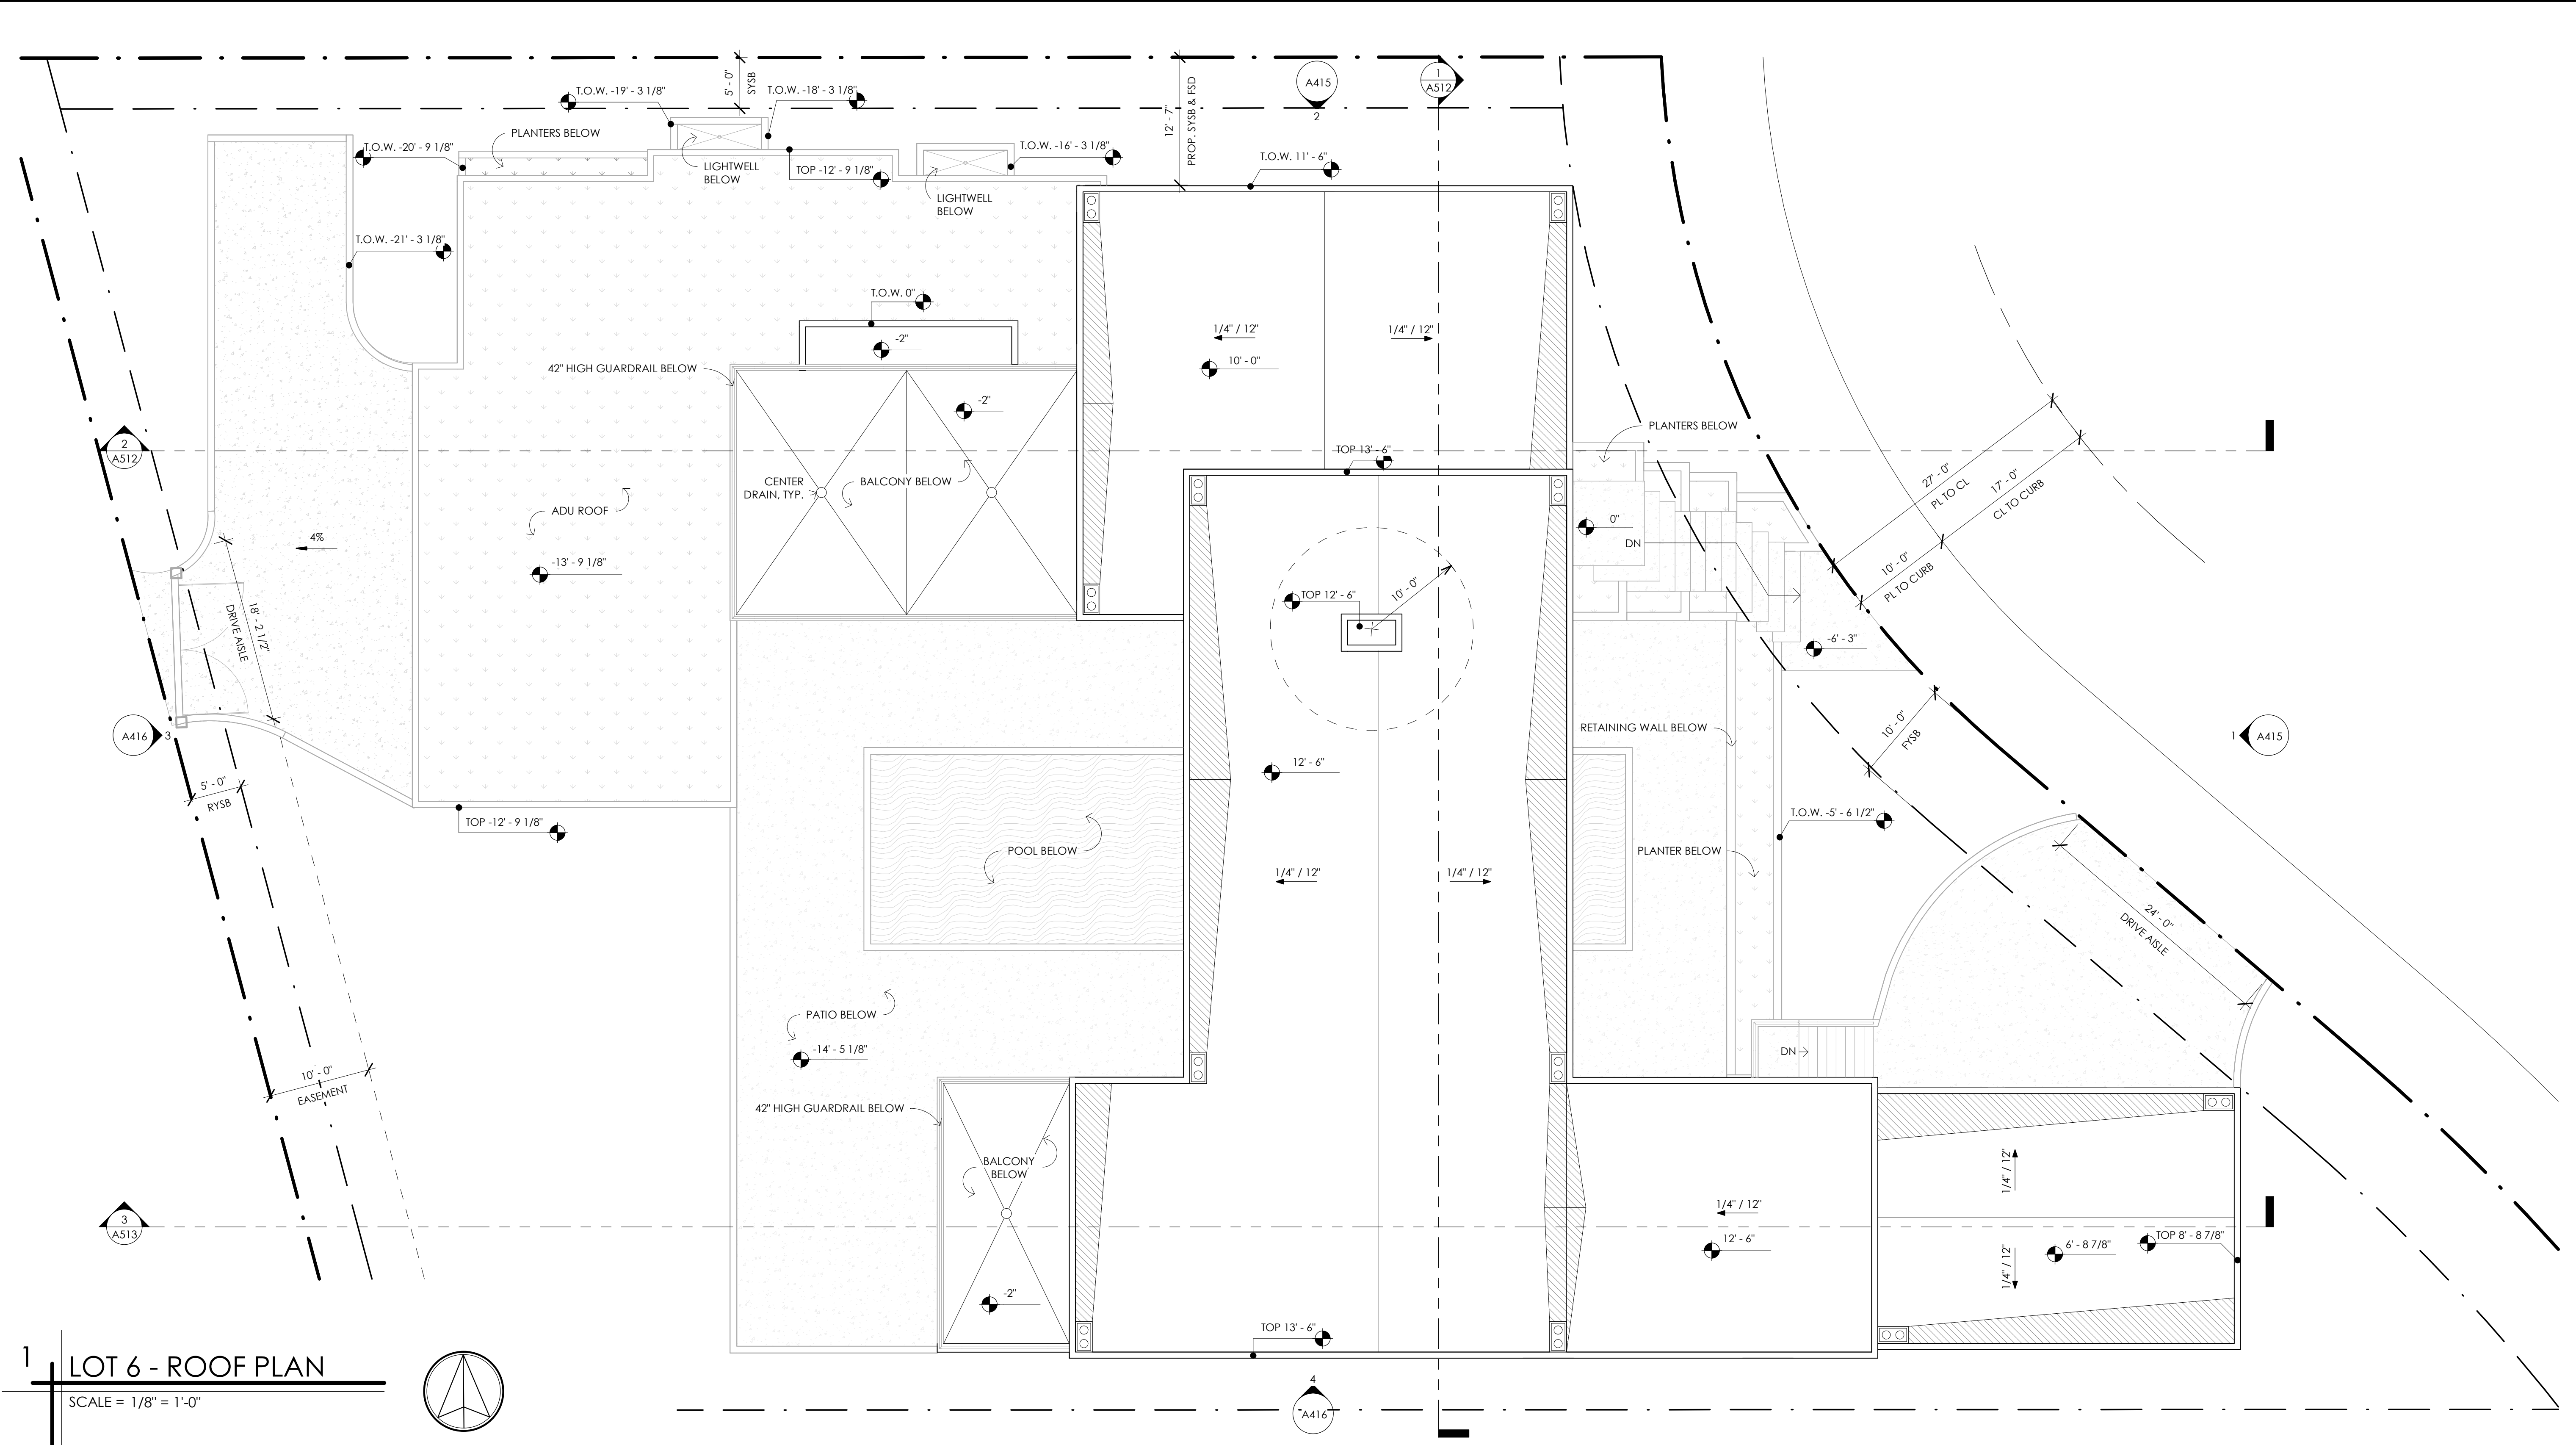 5' - 0"
SYSB
12' - 7"
PROP. SYSB & FSD
A415
2
1
A512
T.O.W. -19' - 3 1/8"
T.O.W. -18' - 3 1/8"
PLANTERS BELOW
T.O.W. -20' - 9 1/8"
LIGHTWELL
BELOW
TOP -12' - 9 1/8"
T.O.W. -16' - 3 1/8"
LIGHTWELL
BELOW
T.O.W. 11' - 6"
T.O.W. -21' - 3 1/8"
T.O.W. 0"
-2"
42" HIGH GUARDRAIL BELOW
-2"
1/4" / 12"
1/4" / 12"
10' - 0"
PLANTERS BELOW
2
A512
TOP 13' - 6"
CENTER
DRAIN, TYP.
BALCONY BELOW
27' - 0"
PL TO CL
17' - 0"
CL TO CURB
ADU ROOF
0"
DN
4%
-13' - 9 1/8"
10' - 0"
PL TO CURB
TOP 12' - 6"
10' - 0"
18' - 2 1/2"
DRIVE AISLE
-6' - 3"
A416
3
RETAINING WALL BELOW
10' - 0"
FYSB
1
A415
12' - 6"
5' - 0"
RYSB
TOP -12' - 9 1/8"
T.O.W. -5' - 6 1/2"
POOL BELOW
PLANTER BELOW
1/4" / 12"
1/4" / 12"
24' - 0"
DRIVE AISLE
PATIO BELOW
-14' - 5 1/8"
DN
10' - 0"
EASEMENT
42" HIGH GUARDRAIL BELOW
BALCONY
BELOW
1/4" / 12"
1/4" / 12"
3
A513
12' - 6"
6' - 8 7/8"
TOP 8' - 8 7/8"
1/4" / 12"
-2"
TOP 13' - 6"
1
LOT 6 - ROOF PLAN
SCALE = 1/8" = 1'-0"
4
A416